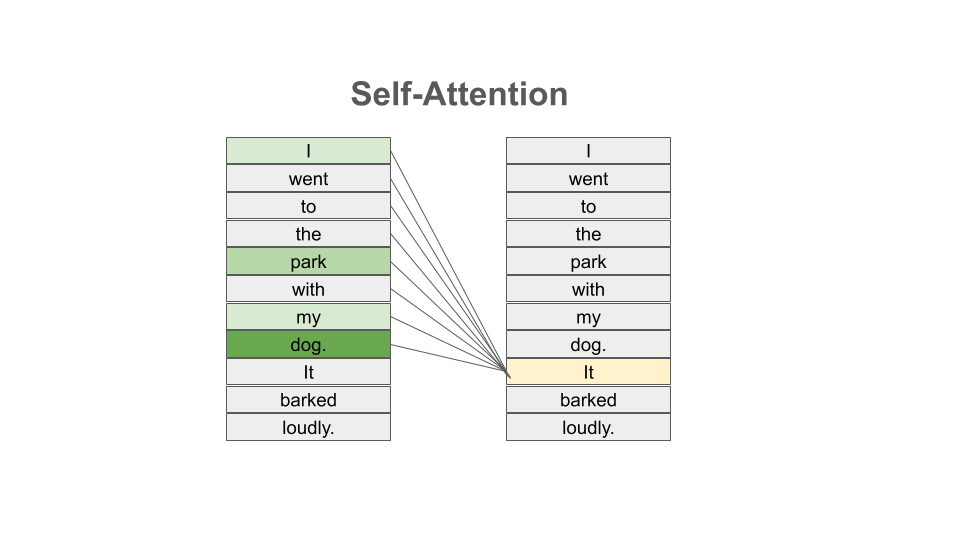 Self-Attention
I
went
to
the
park
with
my
dog.
It
barked
loudly.
I
went
to
the
park
with
my
dog.
It
barked
loudly.